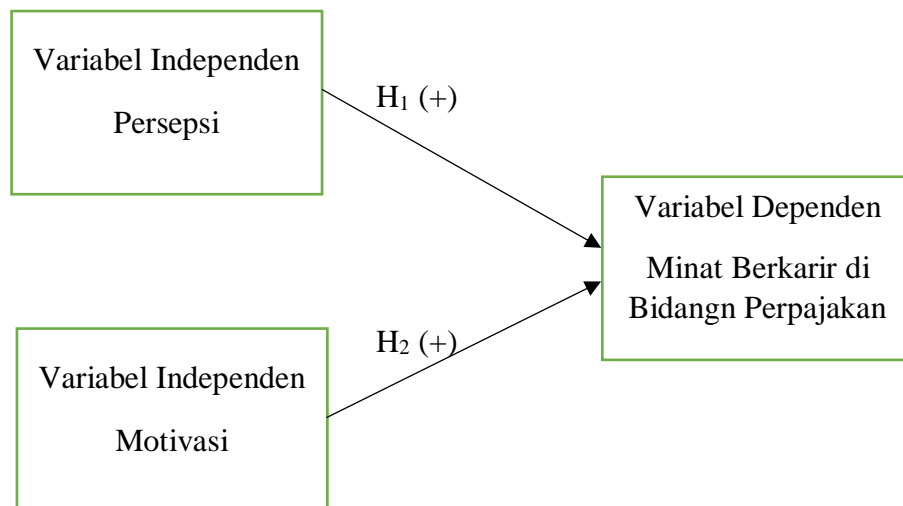 Variabel Independen
Persepsi
H₁ (+)
Variabel Dependen
Minat Berkarir di
Bidangn Perpajakan
H₂ (+)
Variabel Independen
Motivasi